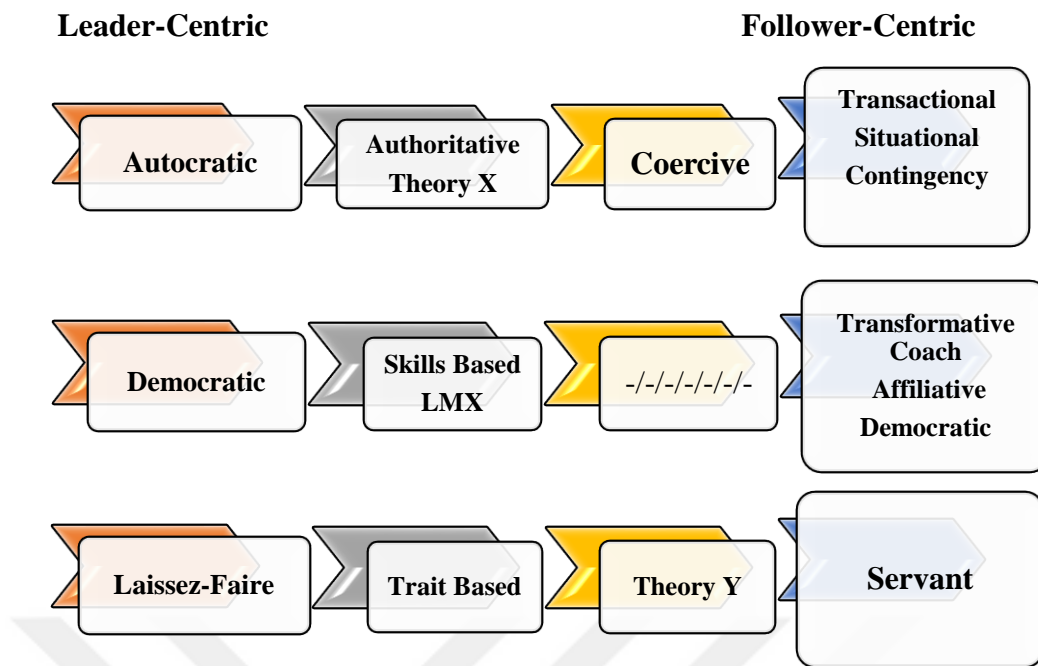 Leader-Centric
Follower-Centric
Autocratic
Authoritative
Theory X
Coercive
Transactional
Situational
Contingency
Democratic
Skills Based
LMX
-/-/-/-/-/-/-/-
Transformative
Coach
Affiliative
Democratic
Laissez-Faire
Trait Based
Theory Y
Servant